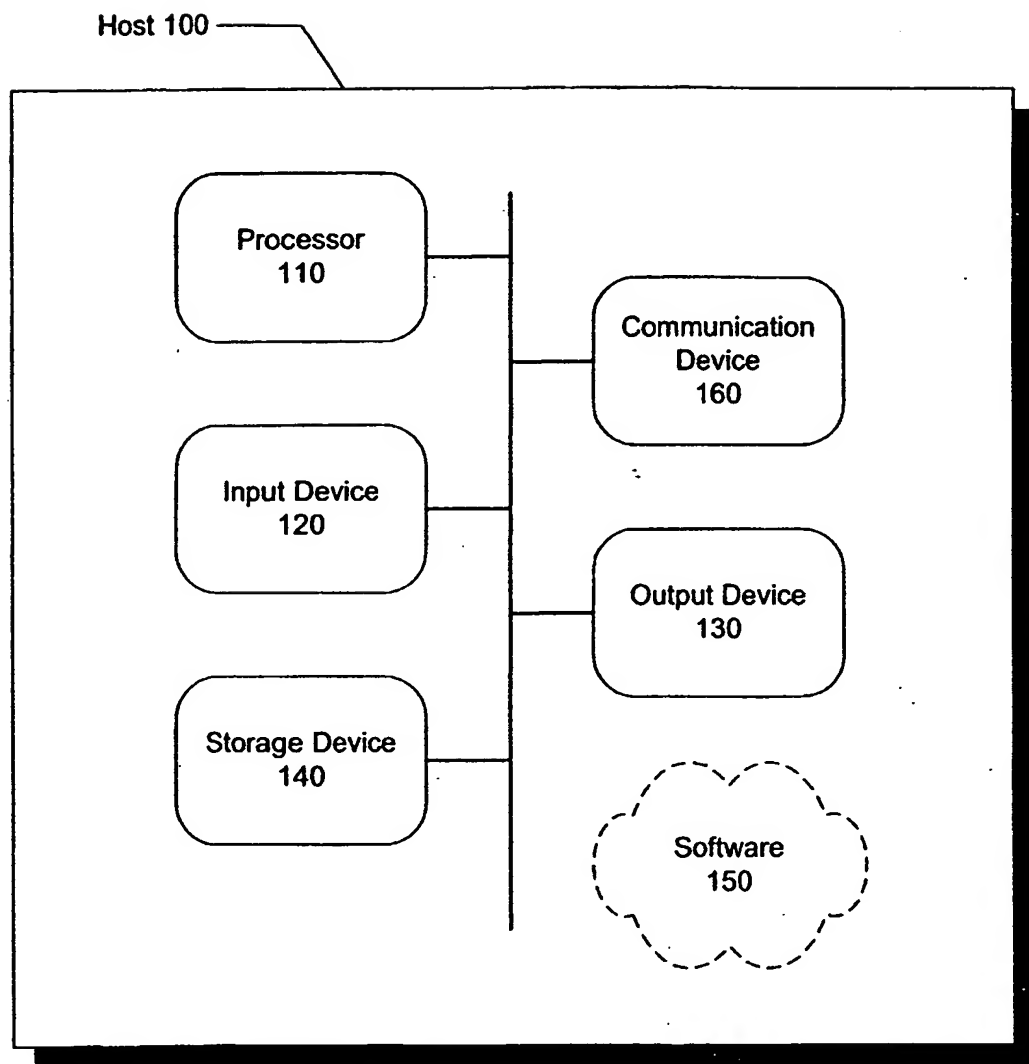 Host 100
Processor
110
Communication
Device
160
Input Device
120
Output Device
130
Storage Device
140
Software
150